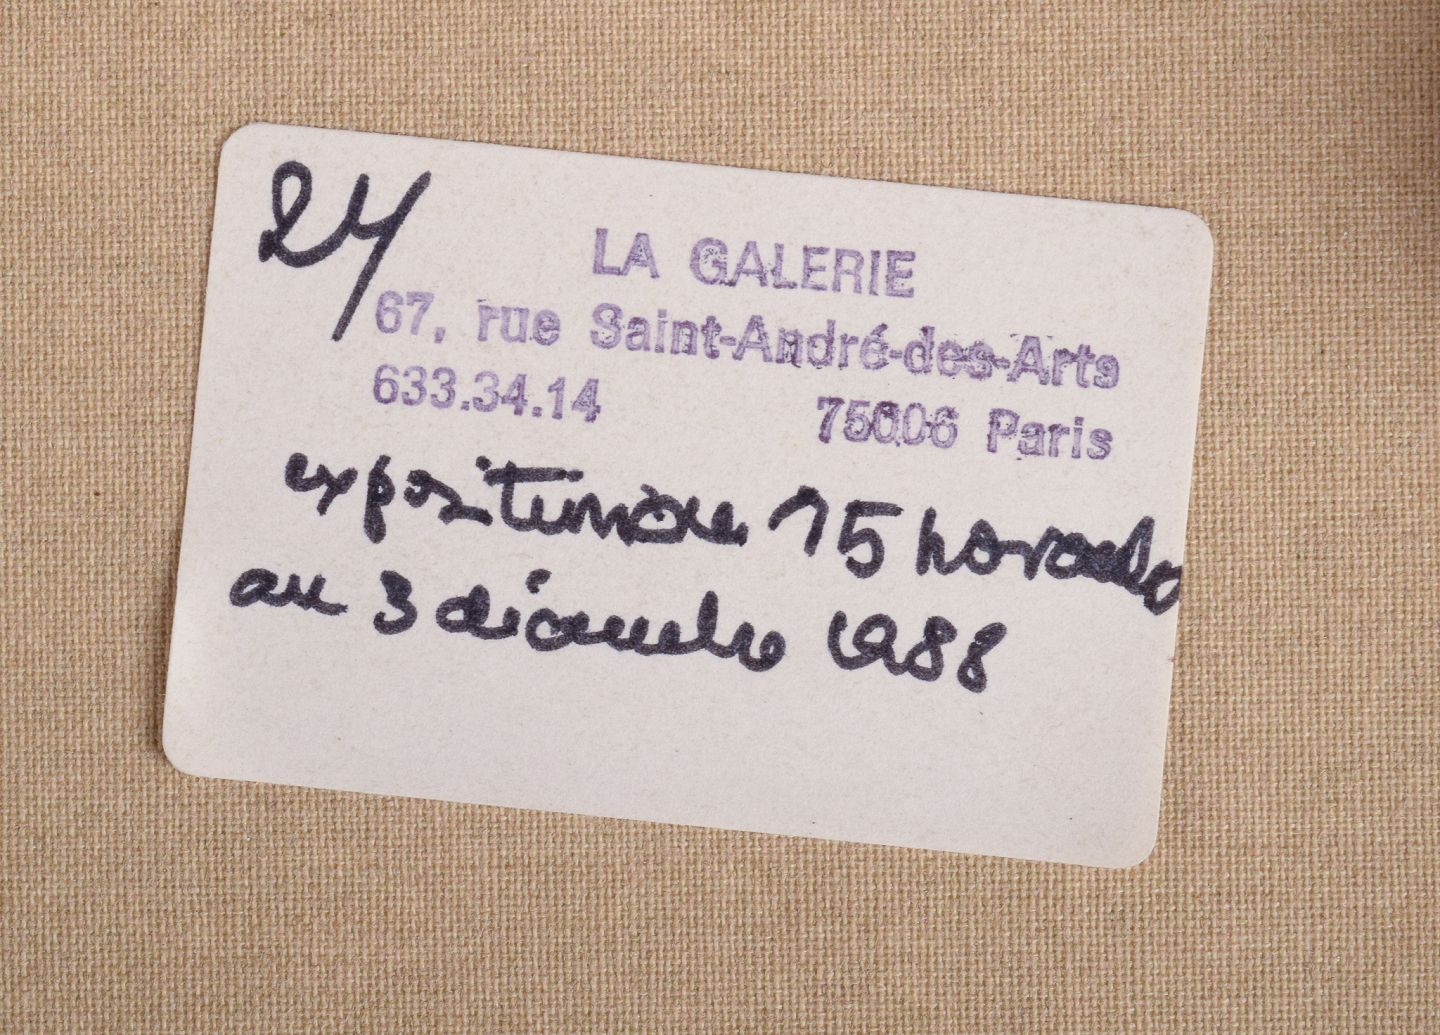 24
LA GALERIE
67, rue Saint-André-des-Arts
633.34.14 75006 Paris
exposition du 15 novembre
au 3 décembre 1988